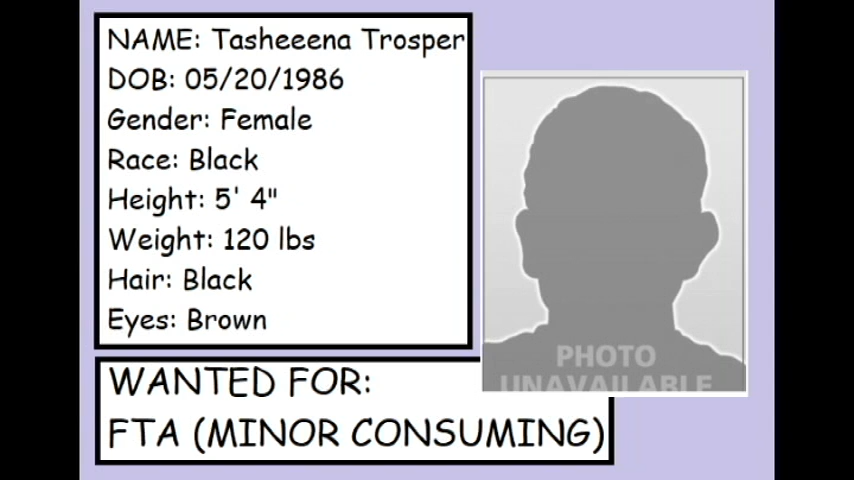 NAME: Tasheeena Trosper
DOB: 05/20/1986
Gender: Female
Race: Black
Height: 5' 4"
Weight: 120 lbs
Hair: Black
Eyes: Brown
PHOTO
UNAVAILABLE
WANTED FOR:
FTA (MINOR CONSUMING)